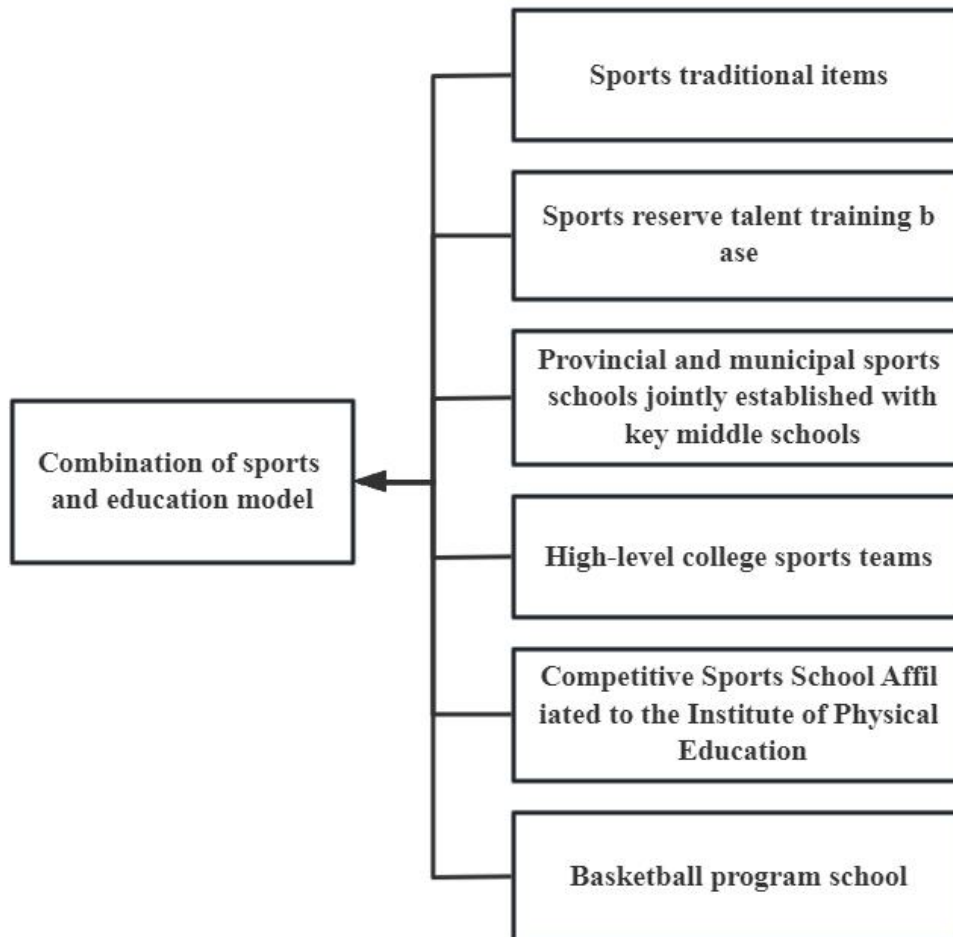 Sports traditional items
Sports reserve talent training b
ase
Provincial and municipal sports
schools jointly established with
key middle schools
Combination of sports
and education model
High-level college sports teams
Competitive Sports School Affil
iated to the Institute of Physical
Education
Basketball program school